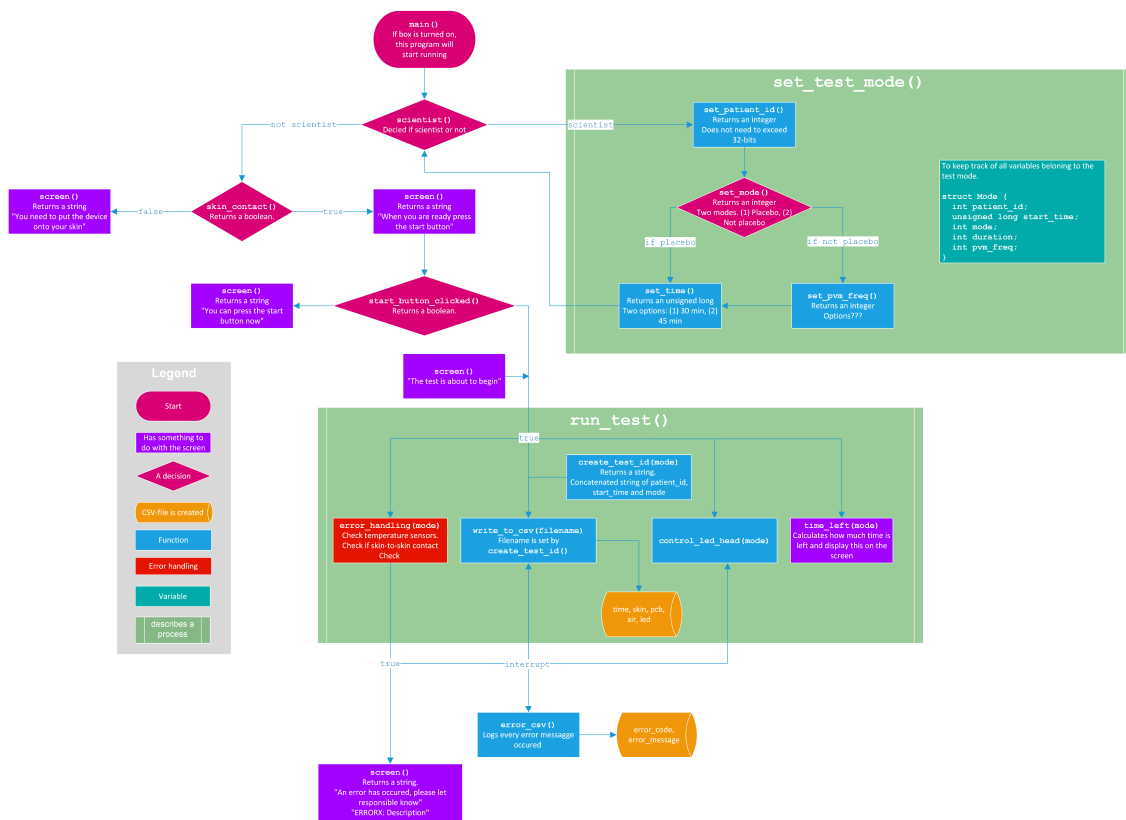 main()
If box is turned on,
this program will
start running
set_test_mode()
scientist()
Decied if scientist or not
not scientist
scientist
set_patient_id()
Returns an integer
Does not need to exceed
32-bits
To keep track of all variables beloning to the
test mode.
struct Mode {
int patient_id;
unsigned long start_time;
int mode;
int duration;
int pvm_freq;
}
set_mode()
Returns an integer
Two modes. (1) Placebo, (2)
Not placebo
screen()
Returns a string
"You need to put the device
onto your skin"
false
skin_contact()
Returns a boolean.
true
screen()
Returns a string
"When you are ready press
the start button"
if placebo
if not placebo
screen()
Returns a string
"You can press the start
button now"
start_button_clicked()
Returns a boolean.
set_time()
Returns an unsigned long
Two options: (1) 30 min, (2)
45 min
set_pvm_freq()
Returns an integer
Options???
screen()
"The test is about to begin"
Legend
Start
Has something to
do with the screen
A decision
CSV-file is created
Function
Error handling
Variable
describes a
process
run_test()
true
create_test_id(mode)
Returns a string.
Concatenated string of patient_id,
start_time and mode
error_handling(mode)
Check temperature sensors.
Check if skin-to-skin contact
Check
write_to_csv(filename)
Filename is set by
create_test_id()
control_led_head(mode)
time_left(mode)
Calculates how much time is
left and display this on the
screen
time, skin, pcb,
air, led
true
interrupt
error_csv()
Logs every error messagge
occured
error_code,
error_message
screen()
Returns a string.
"An error has occured, please let
responsible know"
"ERRORX: Description"